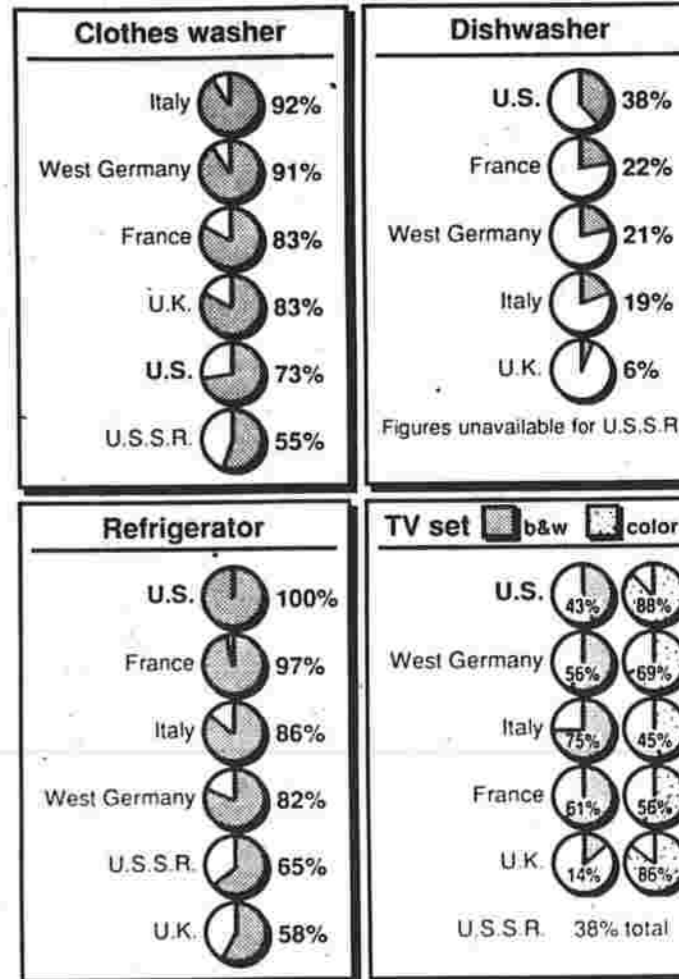 Clothes washer
Italy 92%
West Germany 91%
France 83%
U.K. 83%
U.S. 73%
U.S.S.R. 55%
Dishwasher
U.S. 38%
France 22%
West Germany 21%
Italy 19%
U.K. 6%
Figures unavailable for U.S.S.R
Refrigerator
U.S. 100%
France 97%
Italy 86%
West Germany 82%
U.S.S.R. 65%
U.K. 58%
TV set b&w color
U.S. 43% 88%
West Germany 56% 69%
Italy 75% 45%
France 61% 56%
U.K. 14% 86%
U.S.S.R. 38% total